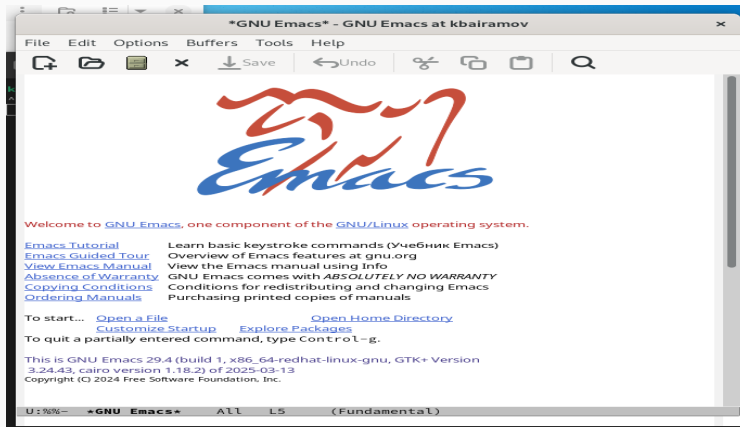 *GNU Emacs* - GNU Emacs at kbairamov
File Edit Options Buffers Tools Help
Save Undo
Emacs
Welcome to GNU Emacs, one component of the GNU/Linux operating system.
Emacs Tutorial Learn basic keystroke commands (Учебник Emacs)
Emacs Guided Tour Overview of Emacs features at gnu.org
View Emacs Manual View the Emacs manual using Info
Absence of Warranty GNU Emacs comes with ABSOLUTELY NO WARRANTY
Copying Conditions Conditions for redistributing and changing Emacs
Ordering Manuals Purchasing printed copies of manuals
To start... Open a File Open Home Directory
Customize Startup Explore Packages
To quit a partially entered command, type Control-g.
This is GNU Emacs 29.4 (build 1, x86_64-redhat-linux-gnu, GTK+ Version
3.24.43, cairo version 1.18.2) of 2025-03-13
Copyright (C) 2024 Free Software Foundation, Inc.
U:%%- *GNU Emacs* All L5 (Fundamental)